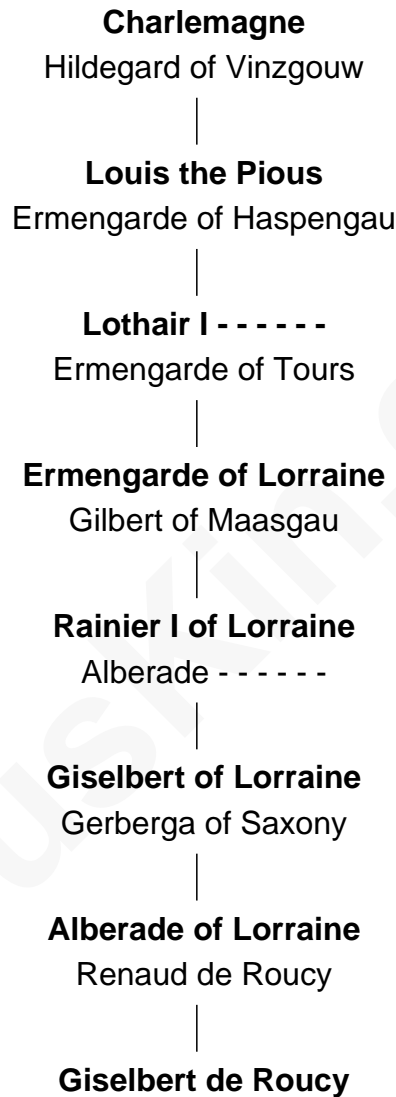 Charlemagne
Hildegard of Vinzgouw
Louis the Pious
Ermengarde of Haspengau
Lothair I - - - - - -
Ermengarde of Tours
Ermengarde of Lorraine
Gilbert of Maasgau
Rainier I of Lorraine
Alberade - - - - - -
Giselbert of Lorraine
Gerberga of Saxony
Alberade of Lorraine
Renaud de Roucy
Giselbert de Roucy